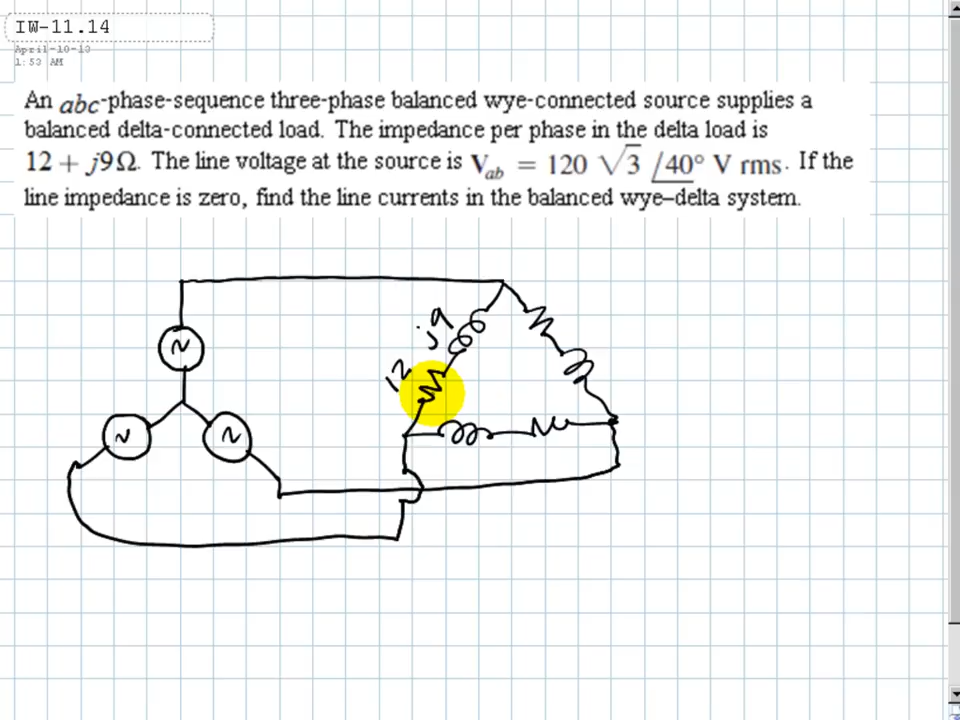 IW-11.14
April-10-13
1:53 AM
An abc-phase-sequence three-phase balanced wye-connected source supplies a
balanced delta-connected load. The impedance per phase in the delta load is
12 + j9Ω. The line voltage at the source is V_ab = 120 √3 /40° V rms. If the
line impedance is zero, find the line currents in the balanced wye–delta system.
j9
12